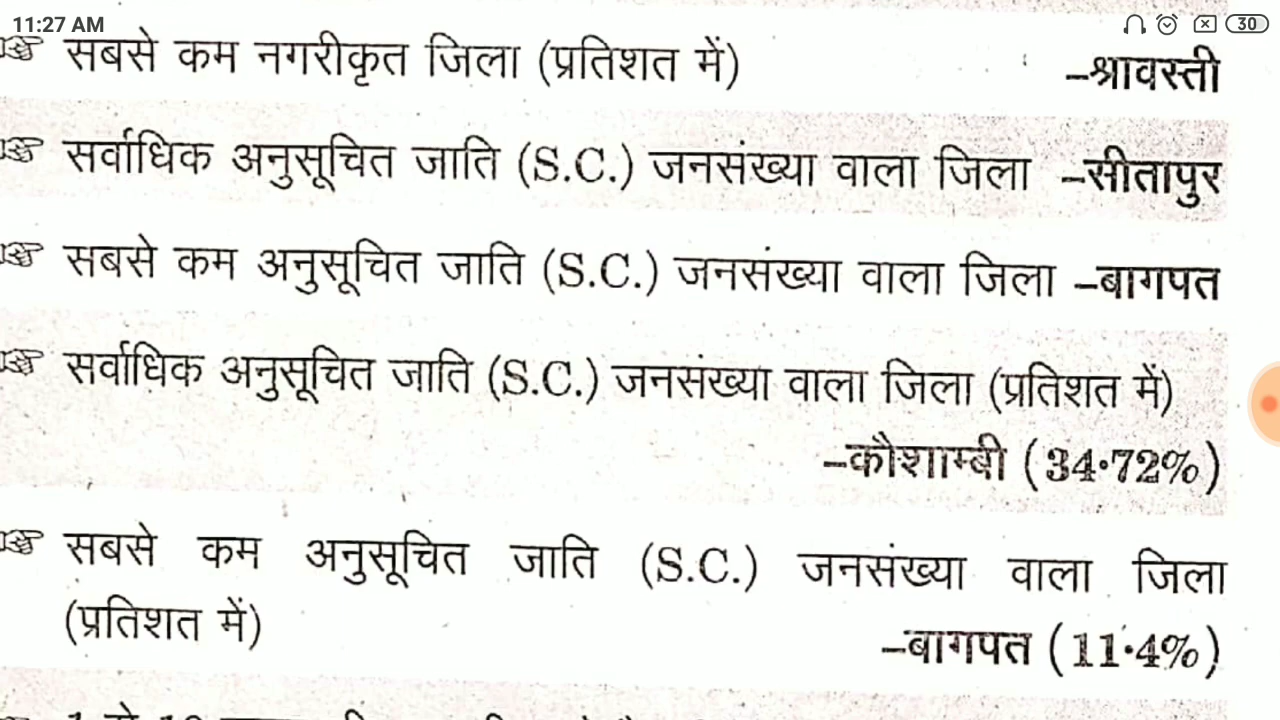 11:27 AM 30
सबसे कम नगरीकृत जिला (प्रतिशत में) –श्रावस्ती
सर्वाधिक अनुसूचित जाति (S.C.) जनसंख्या वाला जिला –सीतापुर
सबसे कम अनुसूचित जाति (S.C.) जनसंख्या वाला जिला –बागपत
सर्वाधिक अनुसूचित जाति (S.C.) जनसंख्या वाला जिला (प्रतिशत में)
–कौशाम्बी (34·72%)
सबसे कम अनुसूचित जाति (S.C.) जनसंख्या वाला जिला
(प्रतिशत में) –बागपत (11·4%)